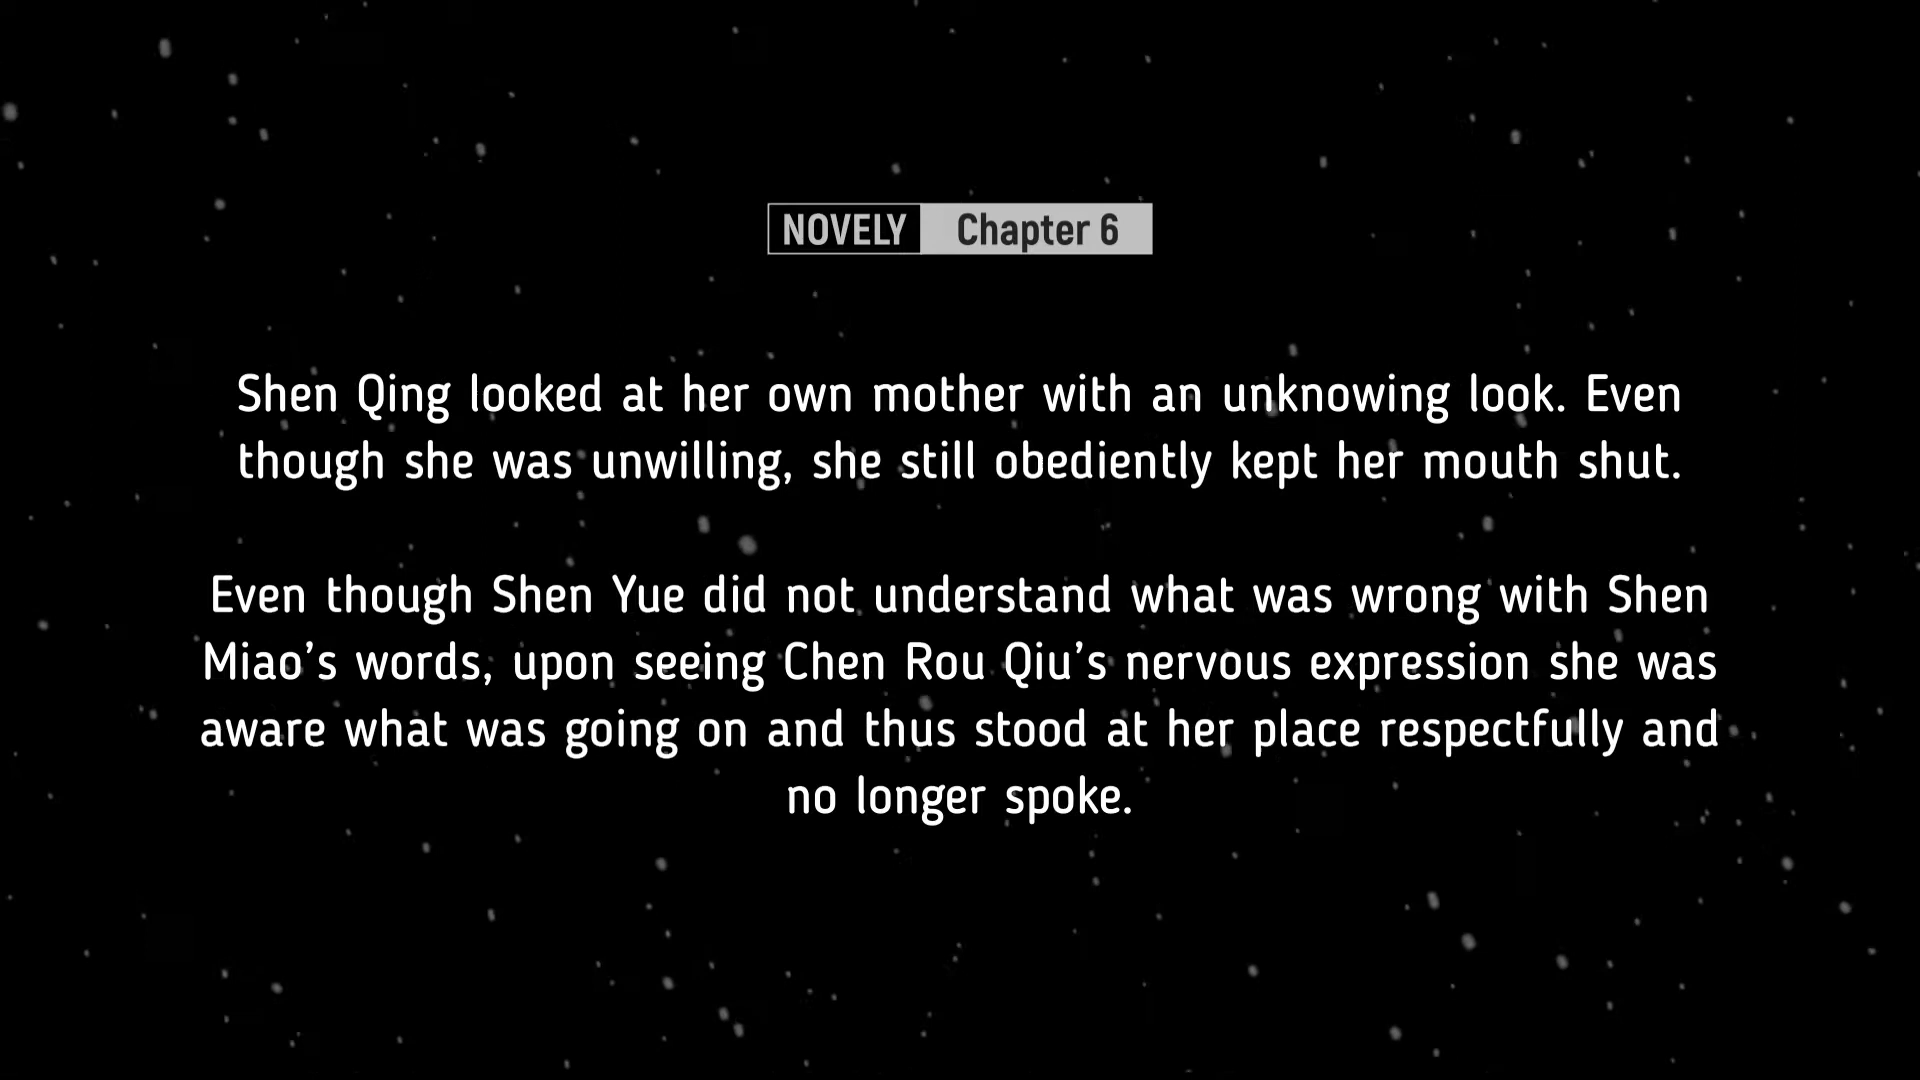 NOVELY Chapter 6
Shen Qing looked at her own mother with an unknowing look. Even
though she was unwilling, she still obediently kept her mouth shut.
Even though Shen Yue did not understand what was wrong with Shen
Miao’s words, upon seeing Chen Rou Qiu’s nervous expression she was
aware what was going on and thus stood at her place respectfully and
no longer spoke.